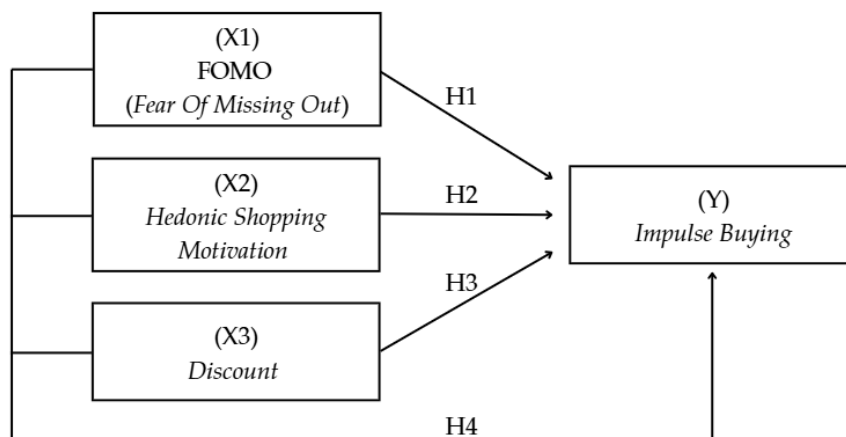 (X1)
FOMO
(Fear Of Missing Out)
H1
(X2)
Hedonic Shopping
Motivation
H2
(Y)
Impulse Buying
H3
(X3)
Discount
H4